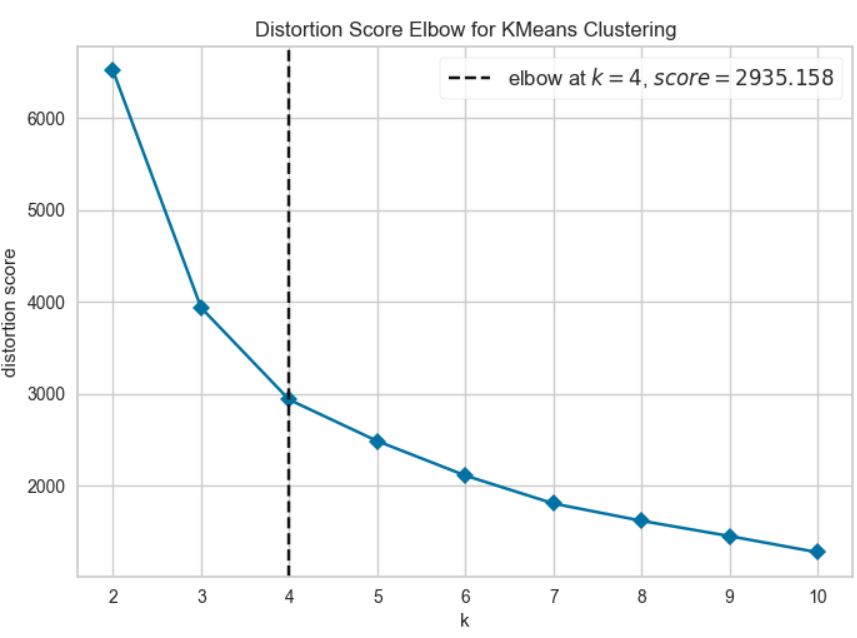 Distortion Score Elbow for KMeans Clustering
elbow at k = 4, score = 2935.158
6000
5000
4000
3000
2000
distortion score
2 3 4 5 6 7 8 9 10
k